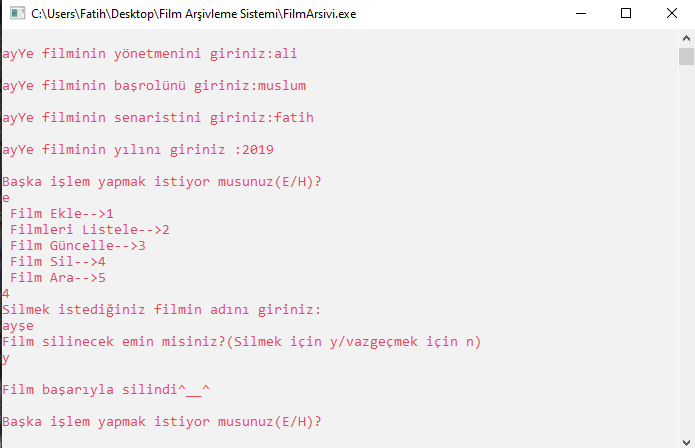 C:\Users\Fatih\Desktop\Film Arşivleme Sistemi\FilmArsivi.exe
ayYe filminin yönetmenini giriniz:ali
ayYe filminin başrolünü giriniz:muslum
ayYe filminin senaristini giriniz:fatih
ayYe filminin yılını giriniz :2019
Başka işlem yapmak istiyor musunuz(E/H)?
e
Film Ekle-->1
Filmleri Listele-->2
Film Güncelle-->3
Film Sil-->4
Film Ara-->5
4
Silmek istediğiniz filmin adını giriniz:
ayşe
Film silinecek emin misiniz?(Silmek için y/vazgeçmek için n)
y
Film başarıyla silindi^__^
Başka işlem yapmak istiyor musunuz(E/H)?